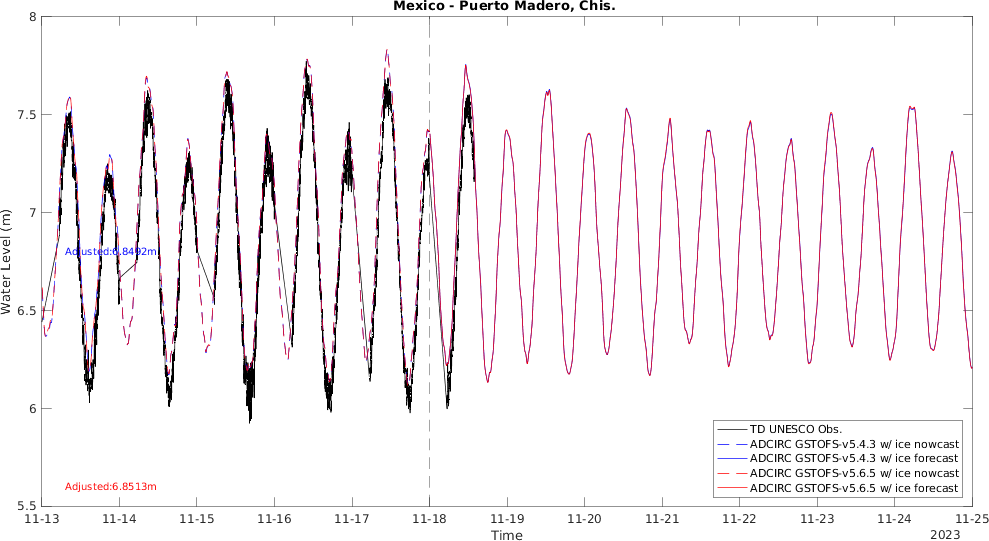 Mexico - Puerto Madero, Chis.
8
7.5
7
6.5
6
5.5
Water Level (m)
Adjusted:6.8492m
Adjusted:6.8513m
TD UNESCO Obs.
ADCIRC GSTOFS-v5.4.3 w/ ice nowcast
ADCIRC GSTOFS-v5.4.3 w/ ice forecast
ADCIRC GSTOFS-v5.6.5 w/ ice nowcast
ADCIRC GSTOFS-v5.6.5 w/ ice forecast
11-13 11-14 11-15 11-16 11-17 11-18 11-19 11-20 11-21 11-22 11-23 11-24 11-25
Time
2023